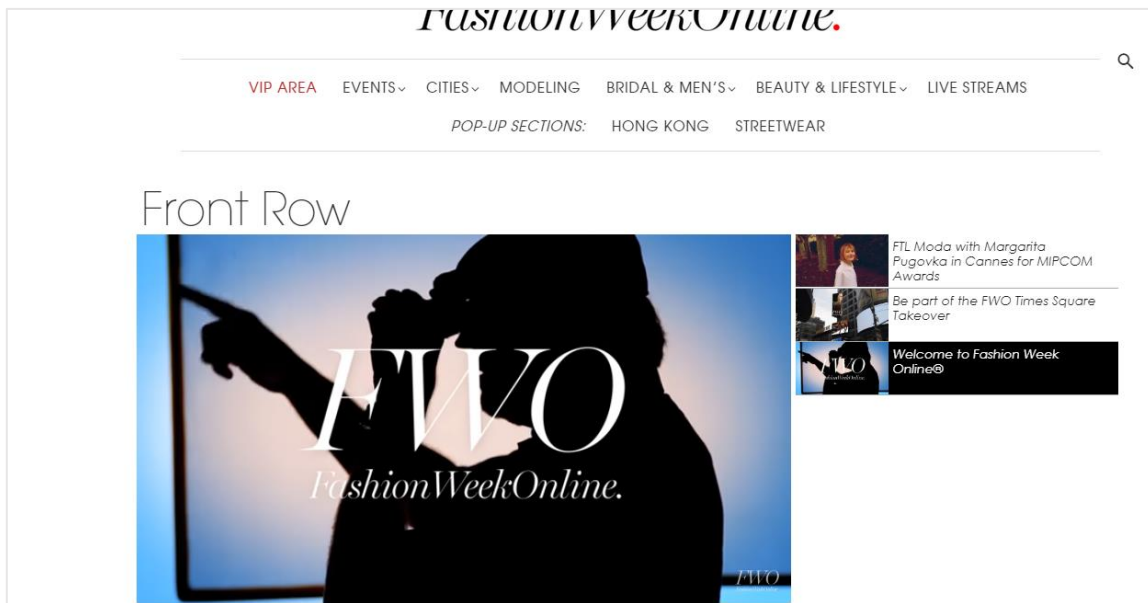 FashionWeekOnline.
VIP AREA EVENTS CITIES MODELING BRIDAL & MEN'S BEAUTY & LIFESTYLE LIVE STREAMS
POP-UP SECTIONS: HONG KONG STREETWEAR
Front Row
FWO
FashionWeekOnline.
FWO
FTL Moda with Margarita
Pugovka in Cannes for MIPCOM
Awards
Be part of the FWO Times Square
Takeover
FWO
Welcome to Fashion Week
Online®